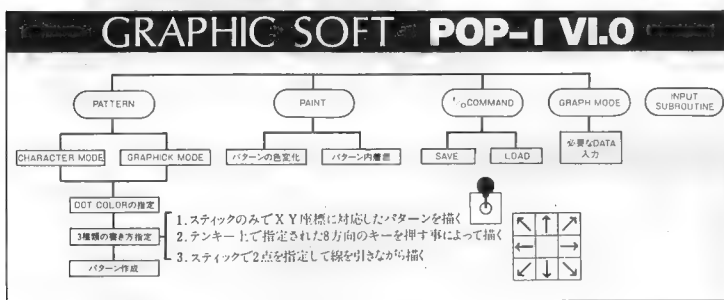 GRAPHIC SOFT POP-I V1.0
PATTERN
PAINT
I/O COMMAND
GRAPH MODE
INPUT SUBROUTINE
CHARACTER MODE
GRAPHICK MODE
パターンの色変化
パターン内着色
SAVE
LOAD
必要なDATA
入力
DOT COLORの指定
3種類の書き方指定
パターン作成
1. スティックのみでXY座標に対応したパターンを描く
2. テンキー上で指定された8方向のキーを押す事によって描く
3. スティックで2点を指定して線を引きながら描く
↖ ↑ ↗
← →
↙ ↓ ↘